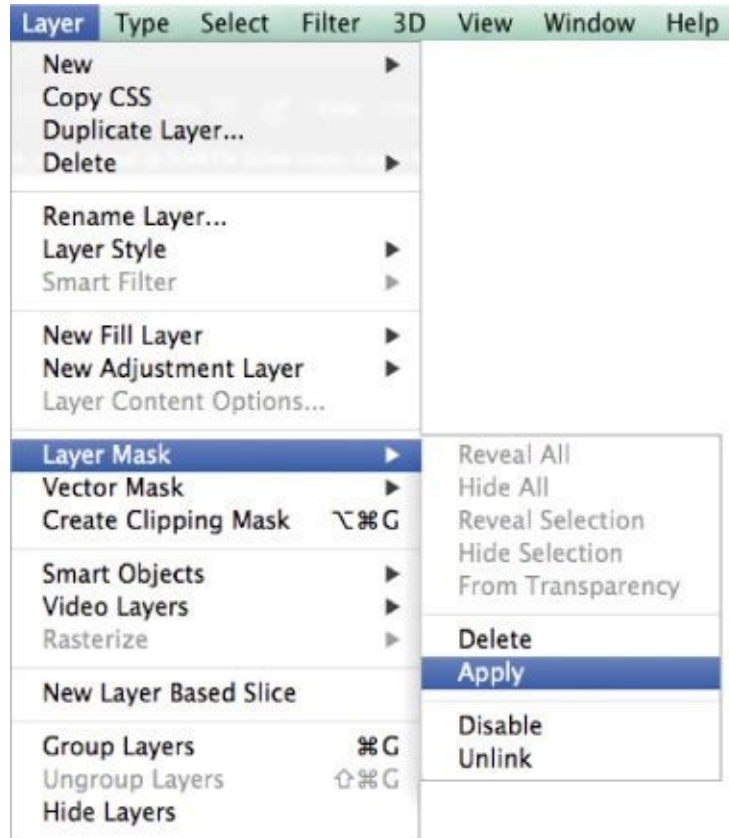 Layer Type Select Filter 3D View Window Help
New ▶
Copy CSS
Duplicate Layer...
Delete ▶
Rename Layer...
Layer Style ▶
Smart Filter ▶
New Fill Layer ▶
New Adjustment Layer ▶
Layer Content Options...
Layer Mask ▶
Vector Mask ▶
Create Clipping Mask ⌥⌘G
Smart Objects ▶
Video Layers ▶
Rasterize ▶
New Layer Based Slice
Group Layers ⌘G
Ungroup Layers ⇧⌘G
Hide Layers
Reveal All
Hide All
Reveal Selection
Hide Selection
From Transparency
Delete
Apply
Disable
Unlink